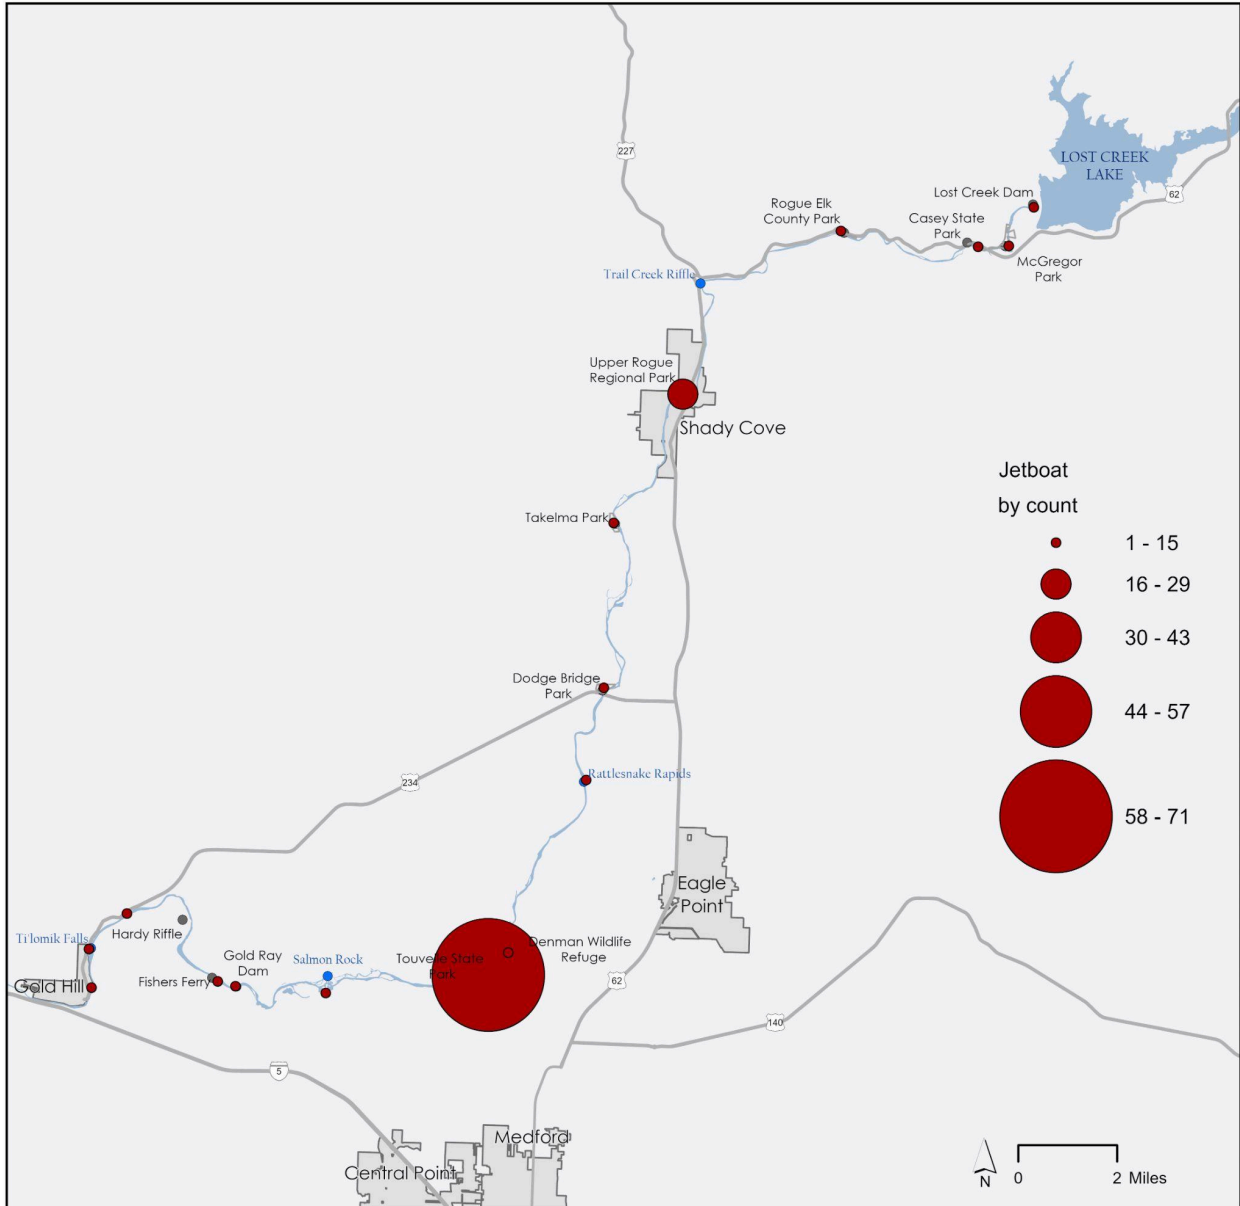 227
LOST CREEK
LAKE
62
Lost Creek Dam
Rogue Elk
County Park
Casey State
Park
McGregor
Park
Trail Creek Riffle
Upper Rogue
Regional Park
Shady Cove
Takelma Park
Dodge Bridge
Park
Rattlesnake Rapids
234
Eagle
Point
Ti'lomik Falls
Hardy Riffle
Gold Ray
Dam
Salmon Rock
Touvelle State
Park
Denman Wildlife
Refuge
Fishers Ferry
Gold Hill
62
140
5
Medford
Central Point
Jetboat
by count
1 - 15
16 - 29
30 - 43
44 - 57
58 - 71
N
0
2 Miles